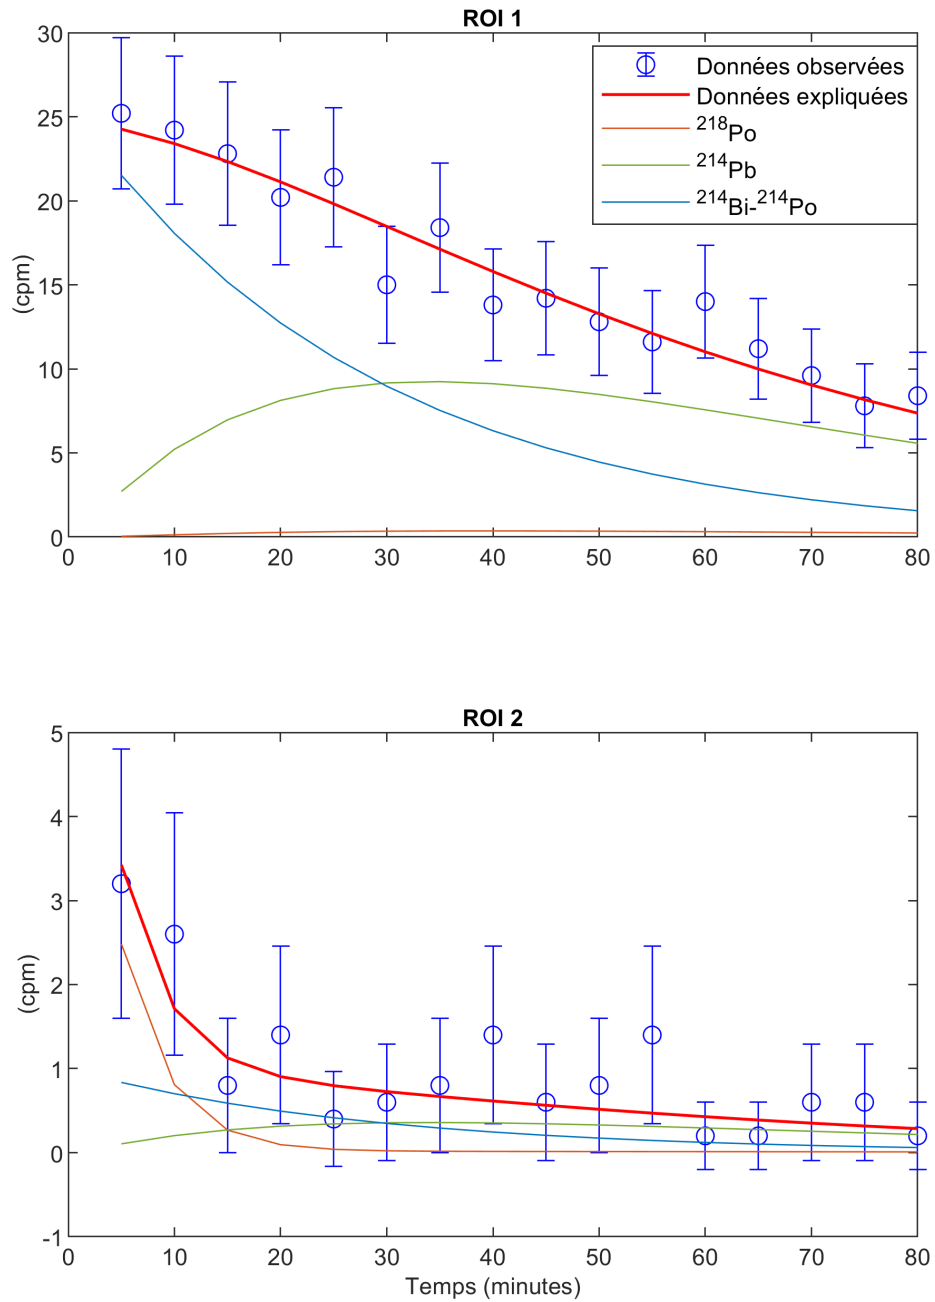 ROI 1
30
25
20
15
10
5
0
(cpm)
Données observées
Données expliquées
²¹⁸Po
²¹⁴Pb
²¹⁴Bi-²¹⁴Po
0 10 20 30 40 50 60 70 80
ROI 2
5
4
3
2
1
0
-1
(cpm)
0 10 20 30 40 50 60 70 80
Temps (minutes)